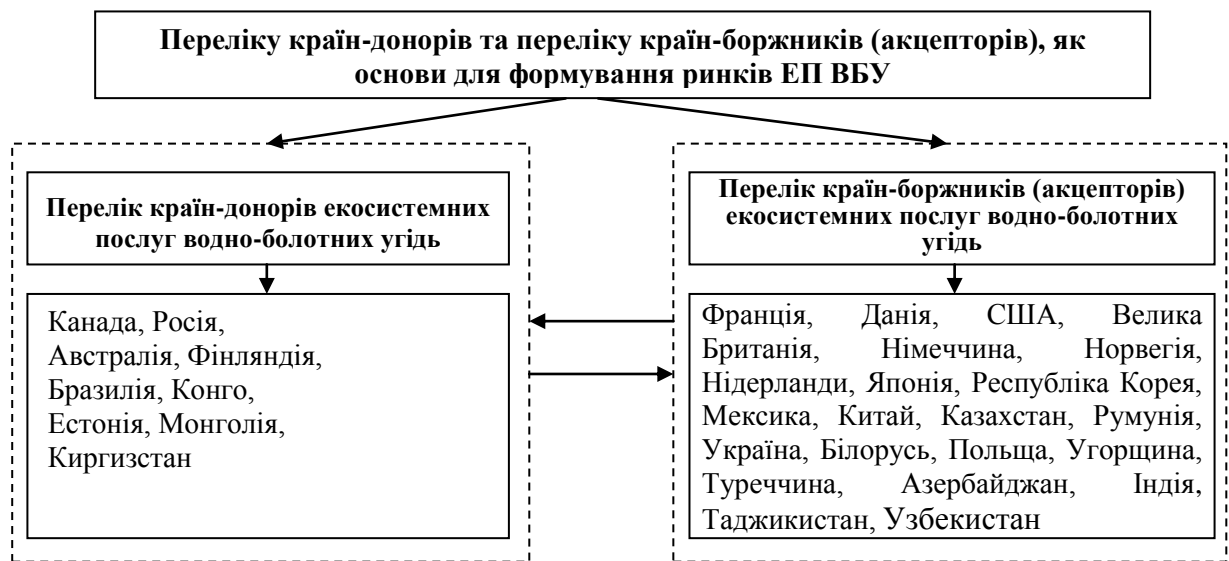 Переліку країн-донорів та переліку країн-боржників (акцепторів), як
основи для формування ринків ЕП ВБУ
Перелік країн-донорів екосистемних
послуг водно-болотних угідь
Канада, Росія,
Австралія, Фінляндія,
Бразилія, Конго,
Естонія, Монголія,
Киргизстан
Перелік країн-боржників (акцепторів)
екосистемних послуг водно-болотних
угідь
Франція, Данія, США, Велика
Британія, Німеччина, Норвегія,
Нідерланди, Японія, Республіка Корея,
Мексика, Китай, Казахстан, Румунія,
Україна, Білорусь, Польща, Угорщина,
Туреччина, Азербайджан, Індія,
Таджикистан, Узбекистан